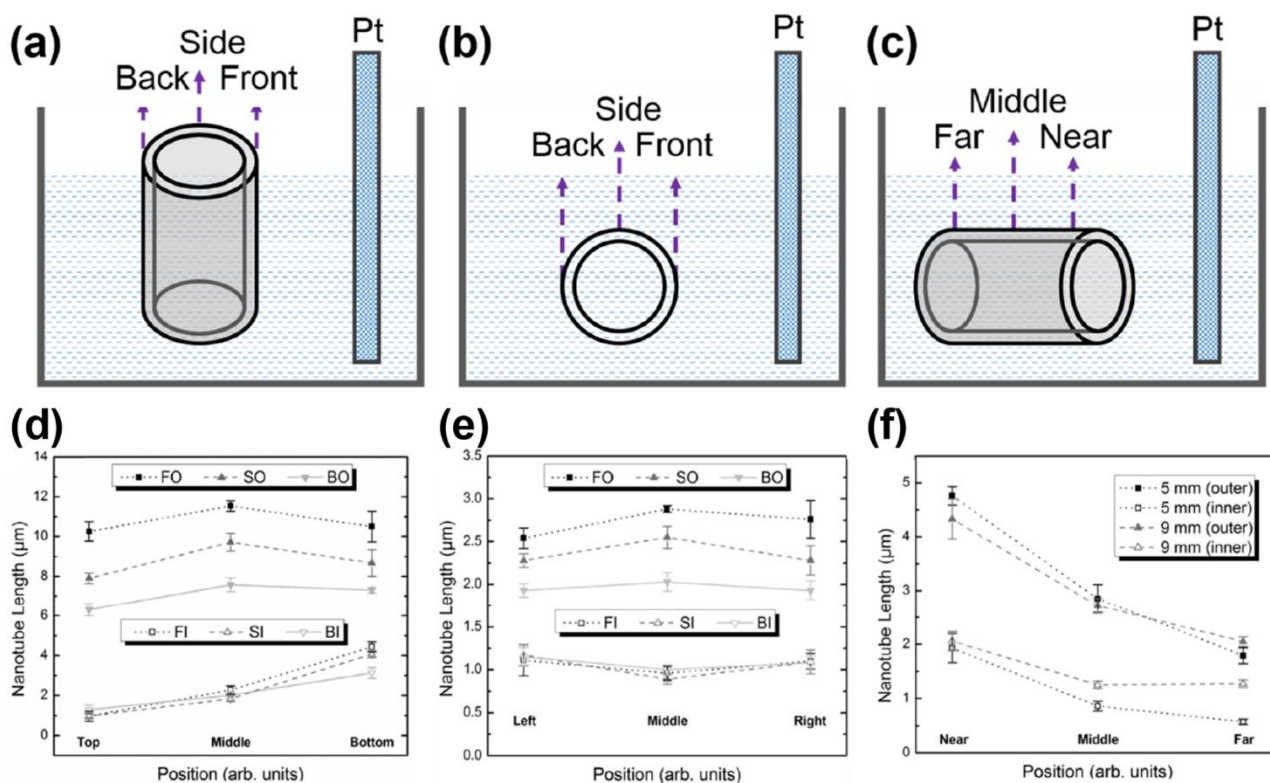 (a)
Side
Back Front
Pt
(b)
Side
Back Front
Pt
(c)
Middle
Far Near
Pt
(d)
FO SO BO
FI SI BI
Nanotube Length (μm)
14
12
10
8
6
4
2
0
Top Middle Bottom
Position (arb. units)
(e)
FO SO BO
FI SI BI
Nanotube Length (μm)
3.5
3.0
2.5
2.0
1.5
1.0
0.5
0.0
Left Middle Right
Position (arb. units)
(f)
5 mm (outer)
5 mm (inner)
9 mm (outer)
9 mm (inner)
Nanotube Length (μm)
5
4
3
2
1
0
Near Middle Far
Position (arb. units)